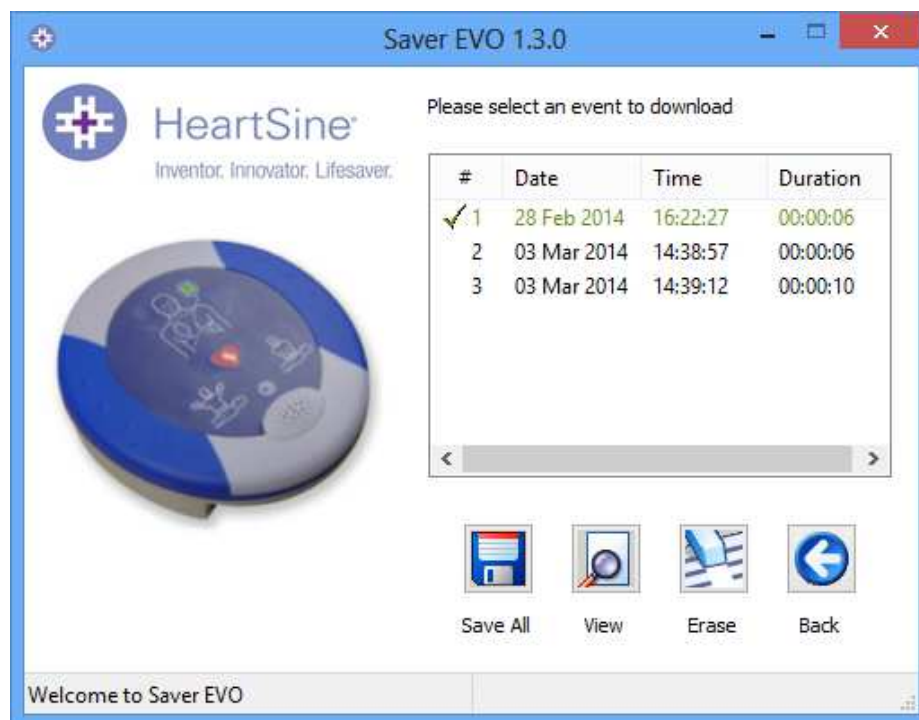 Saver EVO 1.3.0
HeartSine
Inventor. Innovator. Lifesaver.
Please select an event to download
# Date Time Duration
1 28 Feb 2014 16:22:27 00:00:06
2 03 Mar 2014 14:38:57 00:00:06
3 03 Mar 2014 14:39:12 00:00:10
Save All View Erase Back
Welcome to Saver EVO